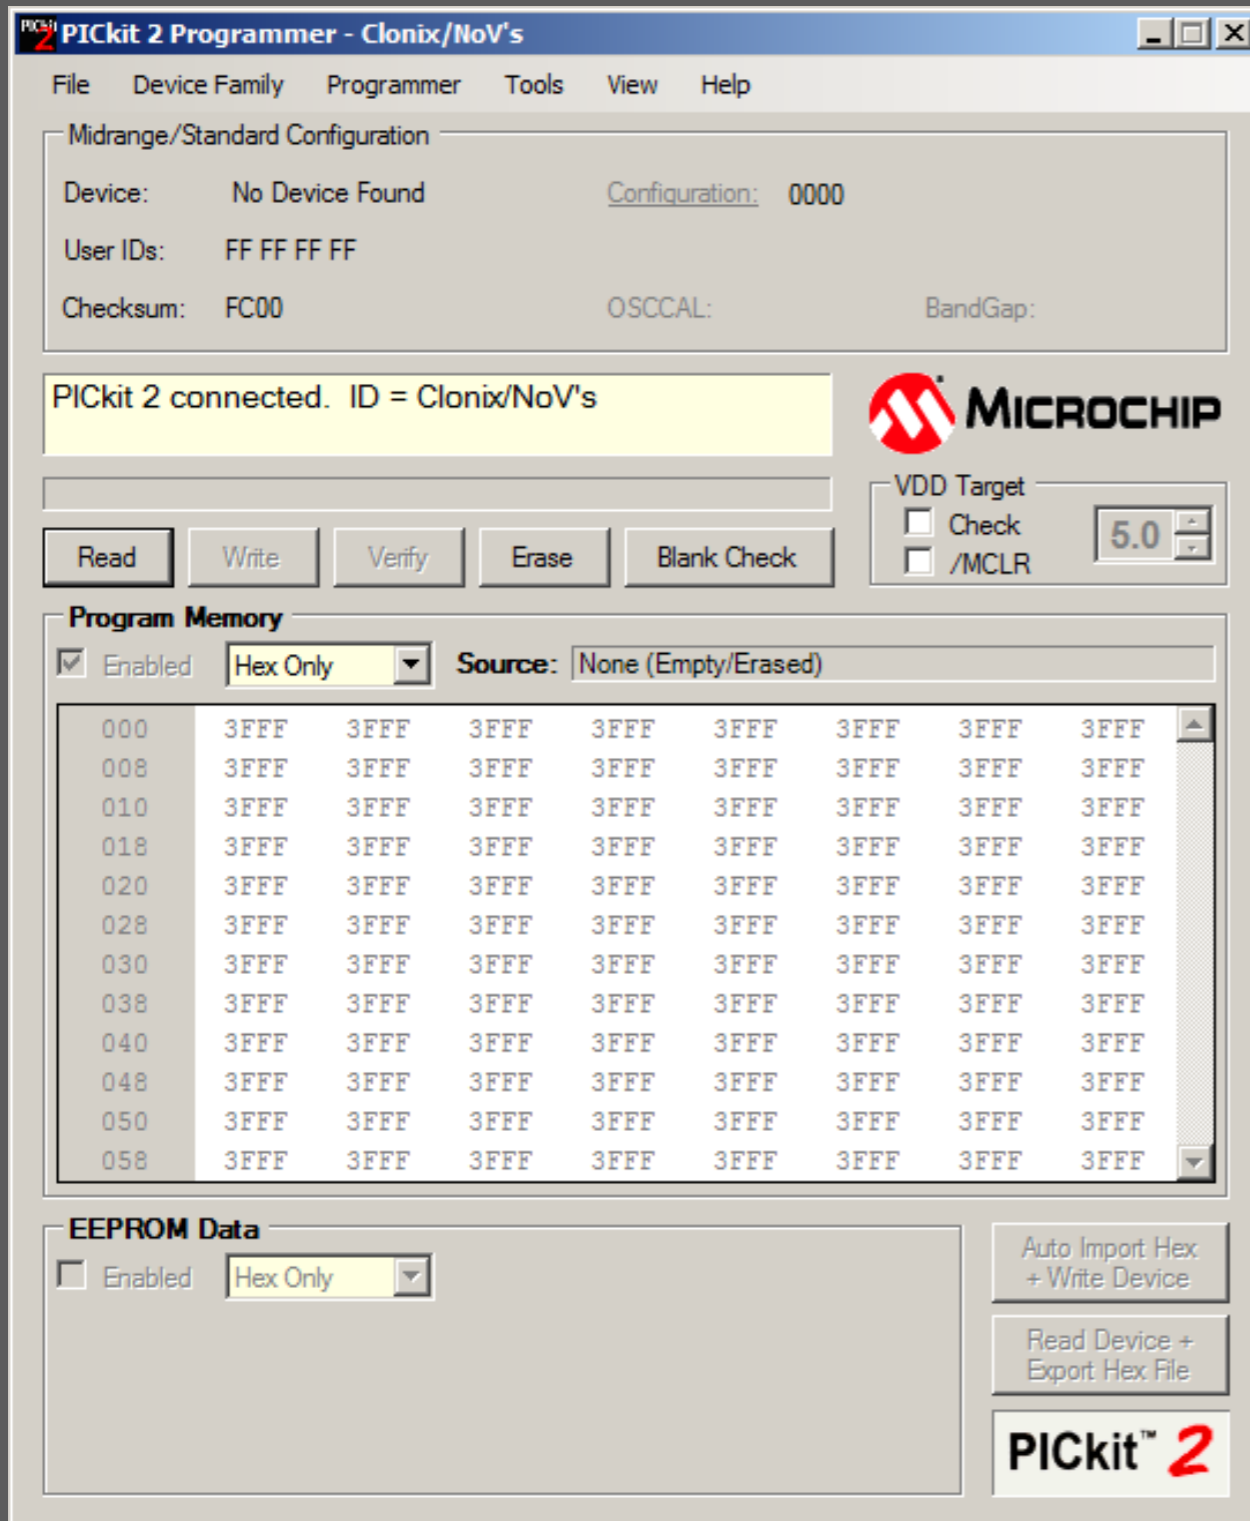 PICkit 2 Programmer - Clonix/NoV's
File Device Family Programmer Tools View Help
Midrange/Standard Configuration
Device: No Device Found Configuration: 0000
User IDs: FF FF FF FF
Checksum: FC00 OSCCAL: BandGap:
PICkit 2 connected. ID = Clonix/NoV's
MICROCHIP
VDD Target
Check
/MCLR
5.0
Read Write Verify Erase Blank Check
Program Memory
Enabled Hex Only Source: None (Empty/Erased)
000 3FFF 3FFF 3FFF 3FFF 3FFF 3FFF 3FFF 3FFF
008 3FFF 3FFF 3FFF 3FFF 3FFF 3FFF 3FFF 3FFF
010 3FFF 3FFF 3FFF 3FFF 3FFF 3FFF 3FFF 3FFF
018 3FFF 3FFF 3FFF 3FFF 3FFF 3FFF 3FFF 3FFF
020 3FFF 3FFF 3FFF 3FFF 3FFF 3FFF 3FFF 3FFF
028 3FFF 3FFF 3FFF 3FFF 3FFF 3FFF 3FFF 3FFF
030 3FFF 3FFF 3FFF 3FFF 3FFF 3FFF 3FFF 3FFF
038 3FFF 3FFF 3FFF 3FFF 3FFF 3FFF 3FFF 3FFF
040 3FFF 3FFF 3FFF 3FFF 3FFF 3FFF 3FFF 3FFF
048 3FFF 3FFF 3FFF 3FFF 3FFF 3FFF 3FFF 3FFF
050 3FFF 3FFF 3FFF 3FFF 3FFF 3FFF 3FFF 3FFF
058 3FFF 3FFF 3FFF 3FFF 3FFF 3FFF 3FFF 3FFF
EEPROM Data
Enabled Hex Only
Auto Import Hex
+ Write Device
Read Device +
Export Hex File
PICkit™ 2